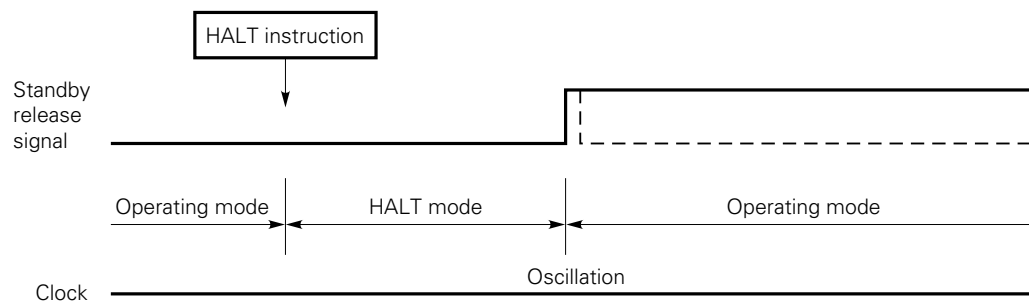 HALT instruction
Standby
release
signal
Operating mode
HALT mode
Operating mode
Oscillation
Clock